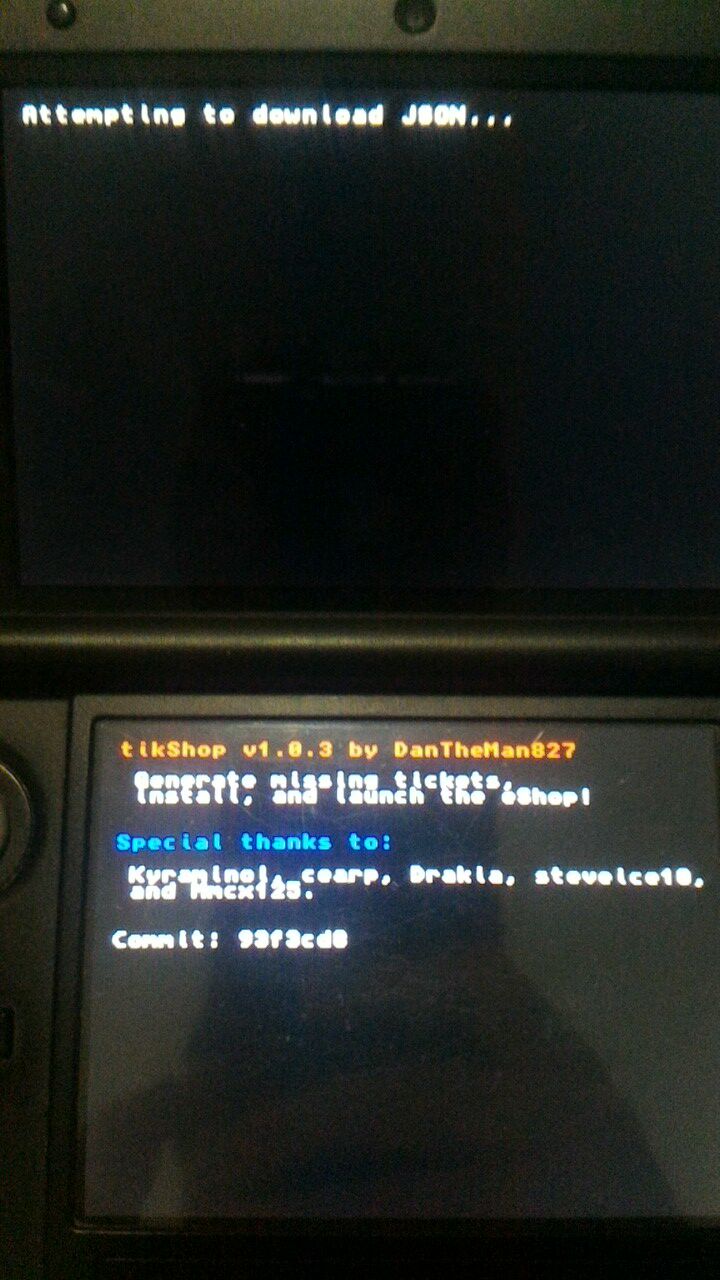 Attempting to download JSON...
tikShop v1.0.3 by DanTheMan827
Generate missing tickets,
install, and launch the eShop!
Special thanks to:
Kyraminol, cearp, Drakia, steveice10,
and Mmcx125.
Commit: 93f3cd8